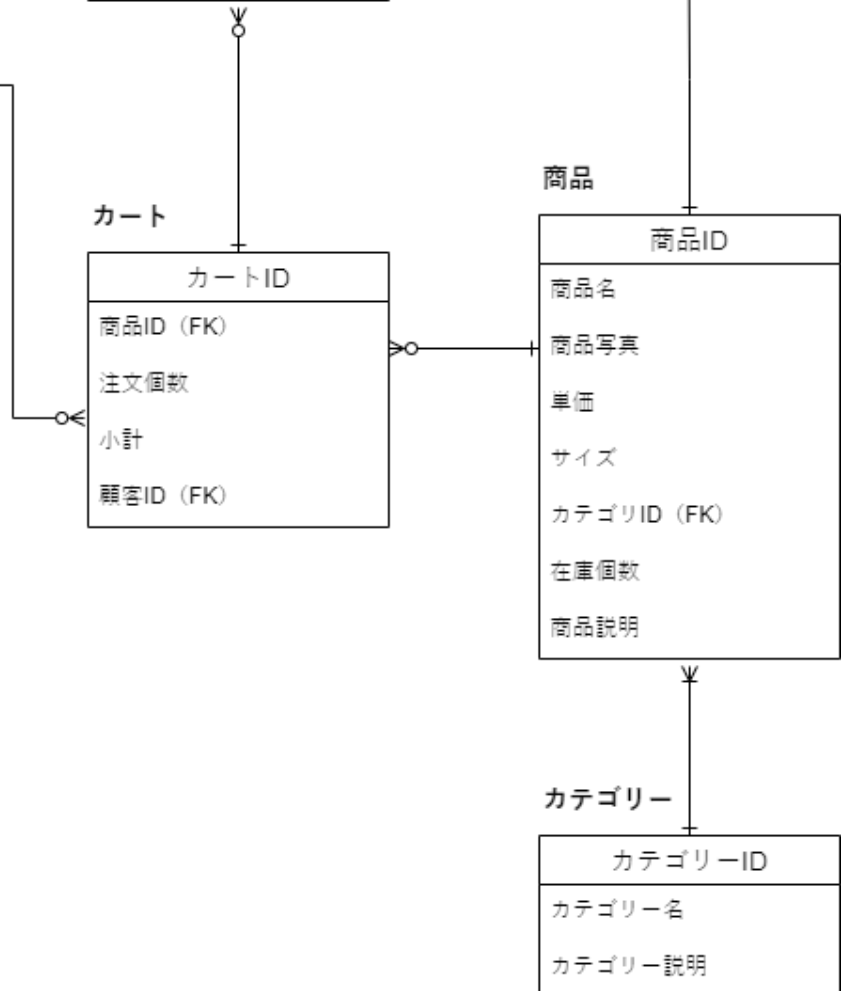 カート
カートID
商品ID（FK）
注文個数
小計
顧客ID（FK）
商品
商品ID
商品名
商品写真
単価
サイズ
カテゴリID（FK）
在庫個数
商品説明
カテゴリー
カテゴリーID
カテゴリー名
カテゴリー説明